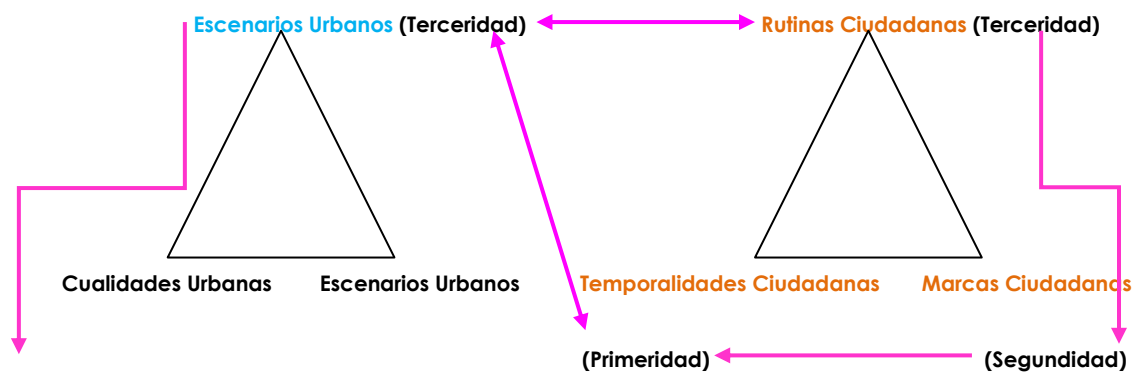 Escenarios Urbanos (Terceridad) Rutinas Ciudadanas (Terceridad)
Cualidades Urbanas Escenarios Urbanos Temporalidades Ciudadanas Marcas Ciudadanas
(Primeridad) (Segundidad)